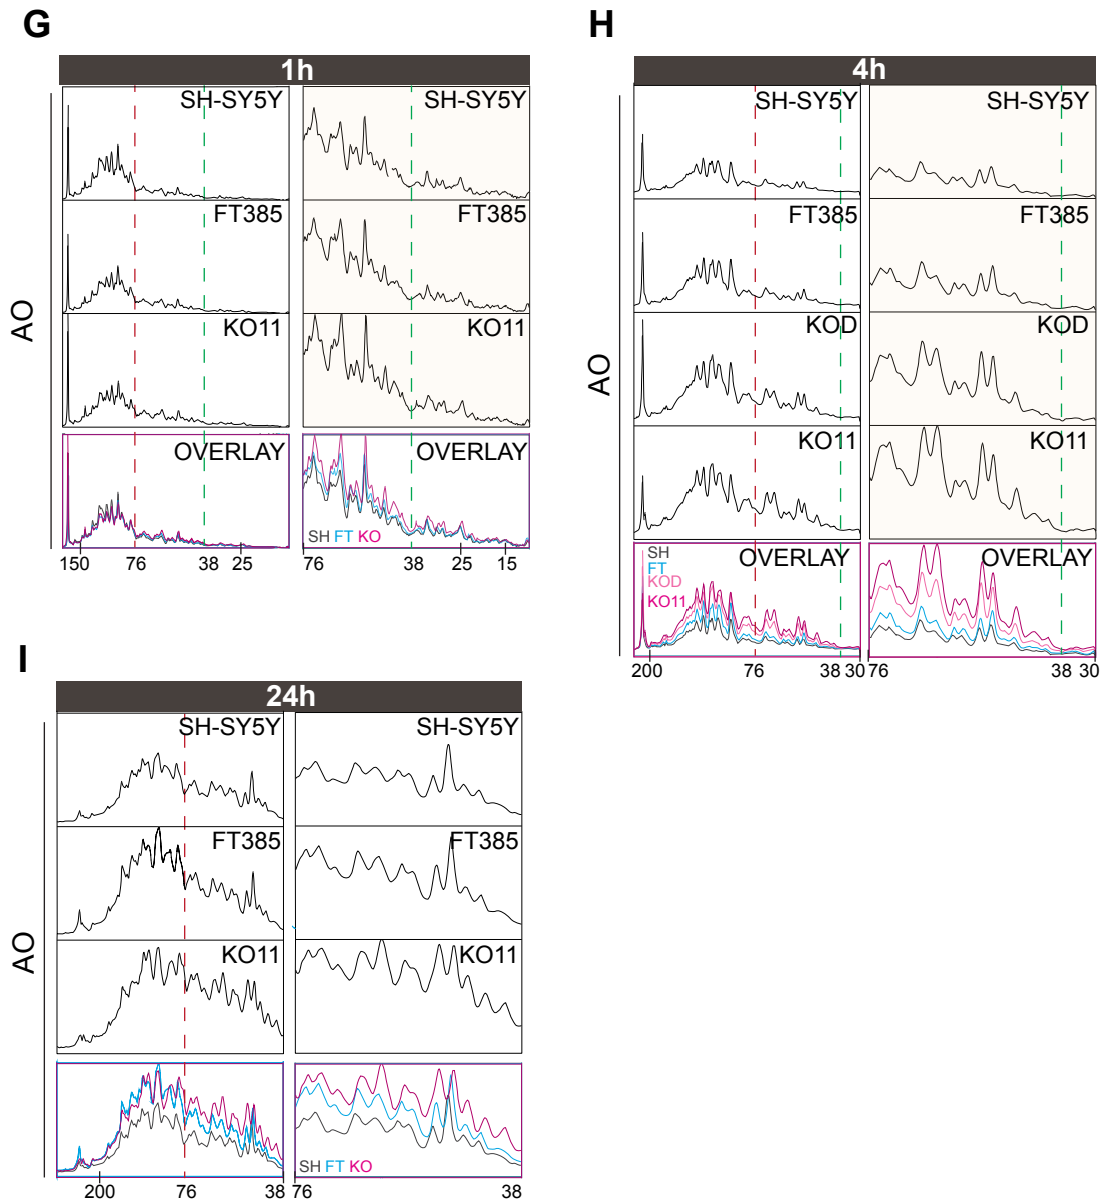 G
1h
SH-SY5Y
SH-SY5Y
FT385
FT385
KO11
KO11
OVERLAY
OVERLAY
SH FT KO
AO
150 76 38 25
76 38 25 15
H
4h
SH-SY5Y
SH-SY5Y
FT385
FT385
KOD
KOD
KO11
KO11
OVERLAY
OVERLAY
SH
FT
KOD
KO11
AO
200 76 38 30
76 38 30
I
24h
SH-SY5Y
SH-SY5Y
FT385
FT385
KO11
KO11
SH FT KO
AO
200 76 38
76 38